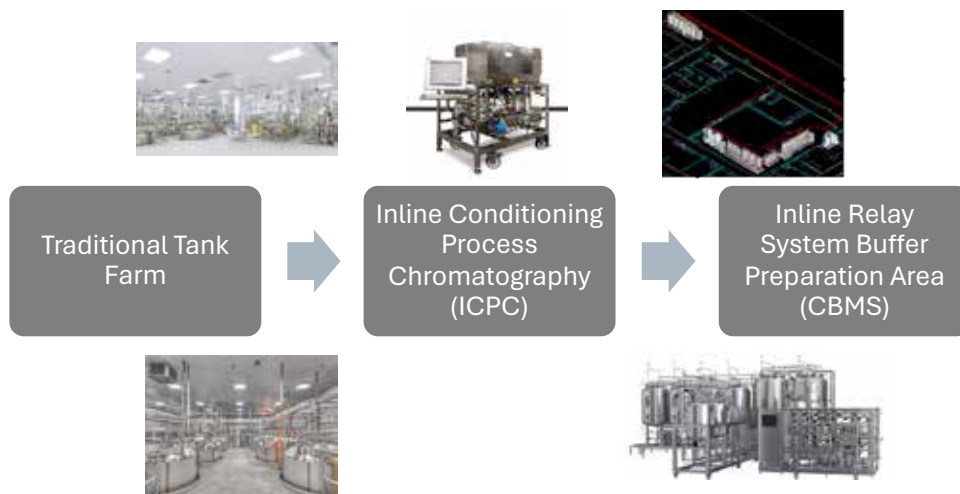 Traditional Tank
Farm
Inline Conditioning
Process
Chromatography
(ICPC)
Inline Relay
System Buffer
Preparation Area
(CBMS)